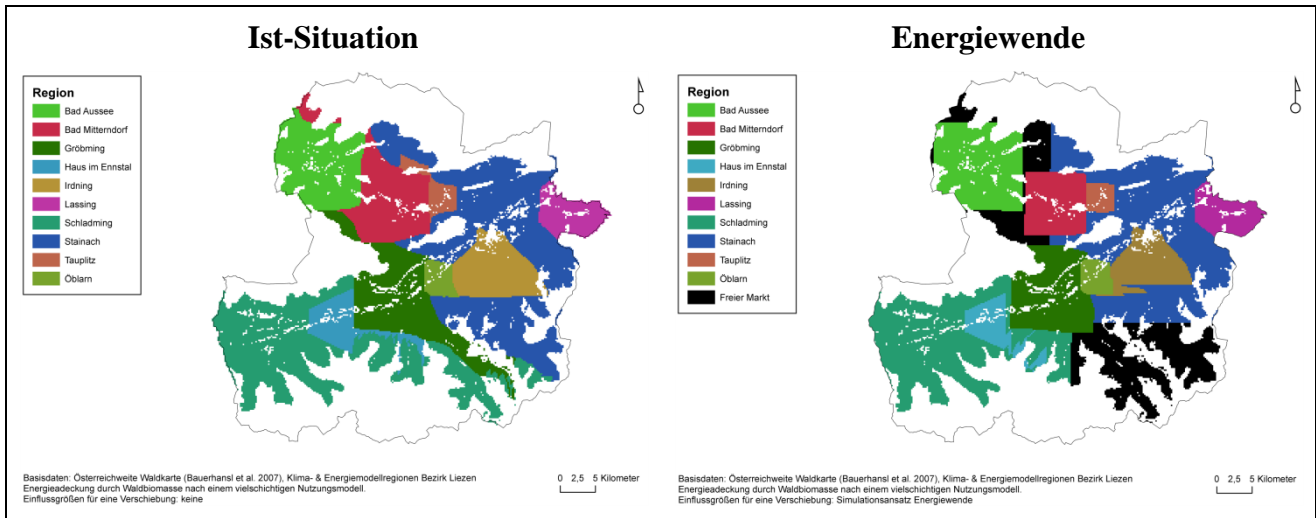 Ist-Situation
Region
Bad Aussee
Bad Mitterndorf
Gröbming
Haus im Ennstal
Irdning
Lassing
Schladming
Stainach
Tauplitz
Öblarn
Basisdaten: Österreichweite Waldkarte (Bauerhansl et al. 2007), Klima- & Energiemodellregionen Bezirk Liezen
Energieadeckung durch Waldbiomasse nach einem vielschichtigen Nutzungsmodell.
Einflussgrößen für eine Verschiebung: keine
0 2,5 5 Kilometer
Energiewende
Region
Bad Aussee
Bad Mitterndorf
Gröbming
Haus im Ennstal
Irdning
Lassing
Schladming
Stainach
Tauplitz
Öblarn
Freier Markt
Basisdaten: Österreichweite Waldkarte (Bauerhansl et al. 2007), Klima- & Energiemodellregionen Bezirk Liezen
Energieadeckung durch Waldbiomasse nach einem vielschichtigen Nutzungsmodell.
Einflussgrößen für eine Verschiebung: Simulationsansatz Energiewende
0 2,5 5 Kilometer